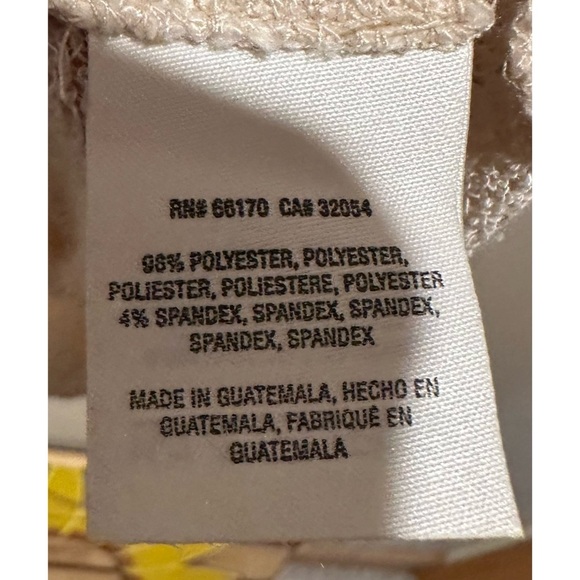 RN# 66170 CA# 32054
96% POLYESTER, POLYESTER,
POLIESTER, POLIESTERE, POLYESTER
4% SPANDEX, SPANDEX, SPANDEX,
SPANDEX, SPANDEX
MADE IN GUATEMALA, HECHO EN
GUATEMALA, FABRIQUÉ EN
GUATEMALA